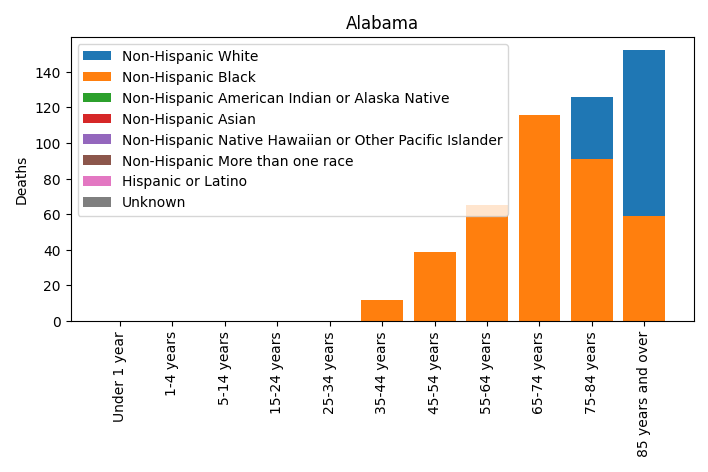 Alabama
Non-Hispanic White
Non-Hispanic Black
Non-Hispanic American Indian or Alaska Native
Non-Hispanic Asian
Non-Hispanic Native Hawaiian or Other Pacific Islander
Non-Hispanic More than one race
Hispanic or Latino
Unknown
Deaths
140
120
100
80
60
40
20
0
Under 1 year
1-4 years
5-14 years
15-24 years
25-34 years
35-44 years
45-54 years
55-64 years
65-74 years
75-84 years
85 years and over